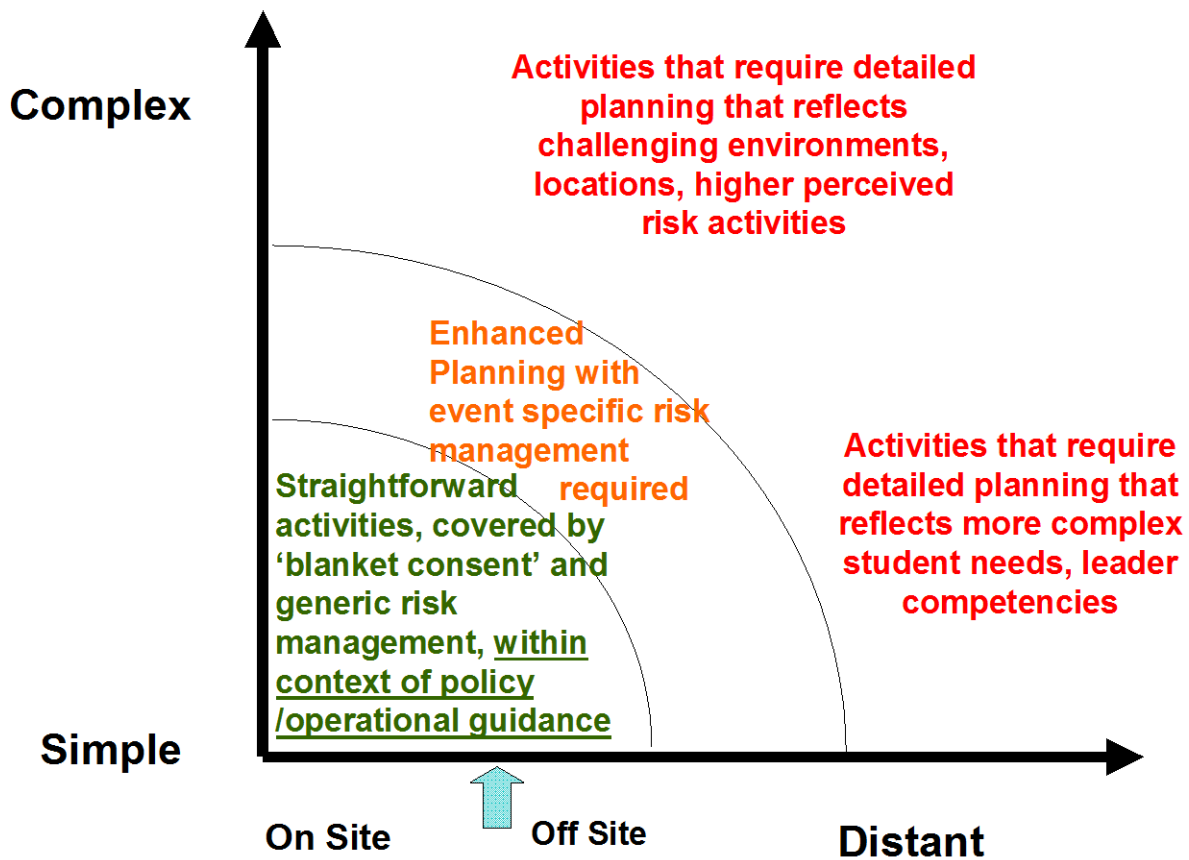 Complex
Activities that require detailed
planning that reflects
challenging environments,
locations, higher perceived
risk activities
Enhanced
Planning with
event specific risk
management
required
Activities that require
detailed planning that
reflects more complex
student needs, leader
competencies
Straightforward
activities, covered by
‘blanket consent’ and
generic risk
management, within
context of policy
/operational guidance
Simple
On Site
Off Site
Distant